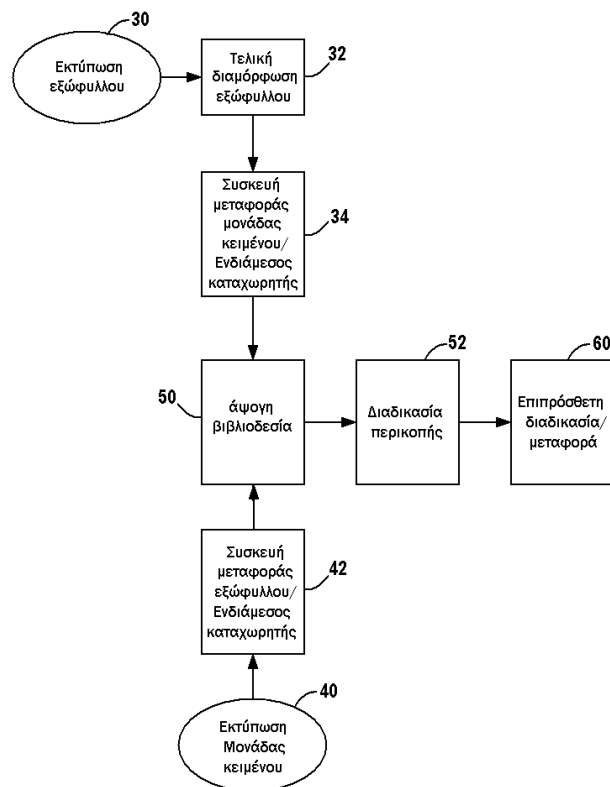 30
Εκτύπωση
εξώφυλλου
32
Τελική
διαμόρφωση
εξώφυλλου
34
Συσκευή
μεταφοράς
μονάδας
κειμένου/
Ενδιάμεσος
καταχωρητής
50
άψογη
βιβλιοδεσία
52
Διαδικασία
περικοπής
60
Επιπρόσθετη
διαδικασία/
μεταφορά
42
Συσκευή
μεταφοράς
εξώφυλλου/
Ενδιάμεσος
καταχωρητής
40
Εκτύπωση
Μονάδας
κειμένου